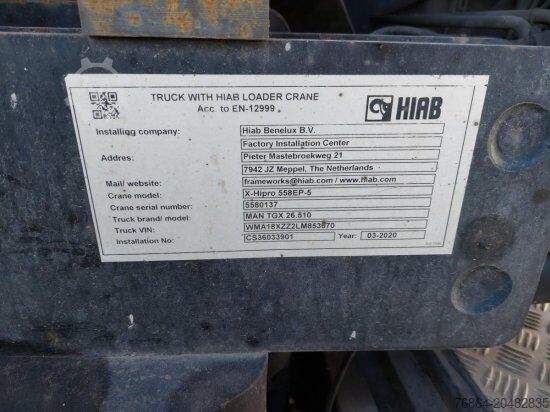 TRUCK WITH HIAB LOADER CRANE
Acc. to EN-12999
HIAB
Installing company: Hiab Benelux B.V.
Factory Installation Center
Addres: Pieter Mastebroekweg 21
7942 JZ Meppel, The Netherlands
Mail/ website: frameworks@hiab.com / www.hiab.com
Crane model: X-Hipro 558EP-5
Crane serial number: 5580137
Truck brand/ model: MAN TGX 26.510
Truck VIN: WMA18XZZ2LM853670
Installation No: CS36033901 Year: 03-2020
76884-20482835